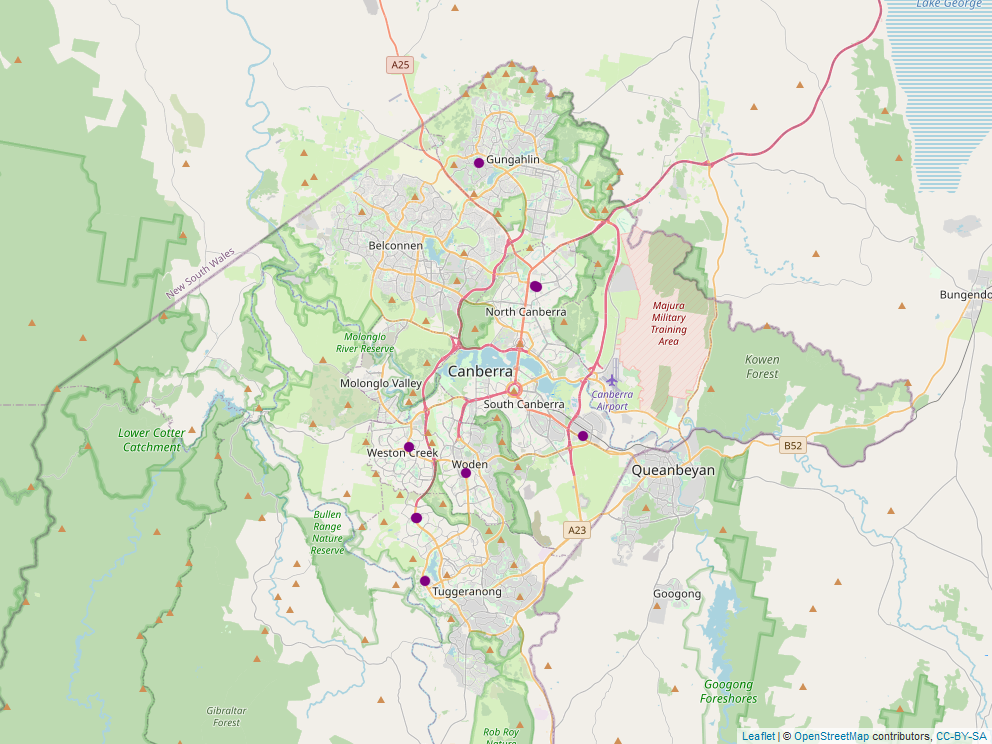 Lake George
A25
Gungahlin
Belconnen
New South Wales
Bungendo
North Canberra
Majura
Military
Training
Area
Molonglo
River Reserve
Kowen
Forest
Canberra
Molonglo Valley
Canberra
Airport
South Canberra
Lower Cotter
Catchment
B52
Weston Creek
Woden
Queanbeyan
Bullen
Range
Nature
Reserve
A23
Tuggeranong
Googong
Googong
Foreshores
Gibraltar
Forest
Rob Roy
Nature
Leaflet | © OpenStreetMap contributors, CC-BY-SA